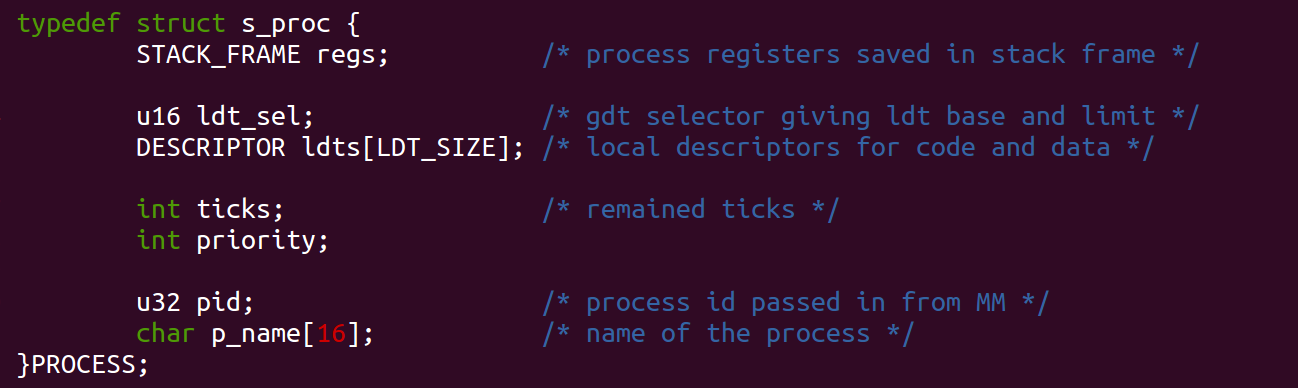 typedef struct s_proc {
STACK_FRAME regs; /* process registers saved in stack frame */
u16 ldt_sel; /* gdt selector giving ldt base and limit */
DESCRIPTOR ldts[LDT_SIZE]; /* local descriptors for code and data */
int ticks; /* remained ticks */
int priority;
u32 pid; /* process id passed in from MM */
char p_name[16]; /* name of the process */
}PROCESS;